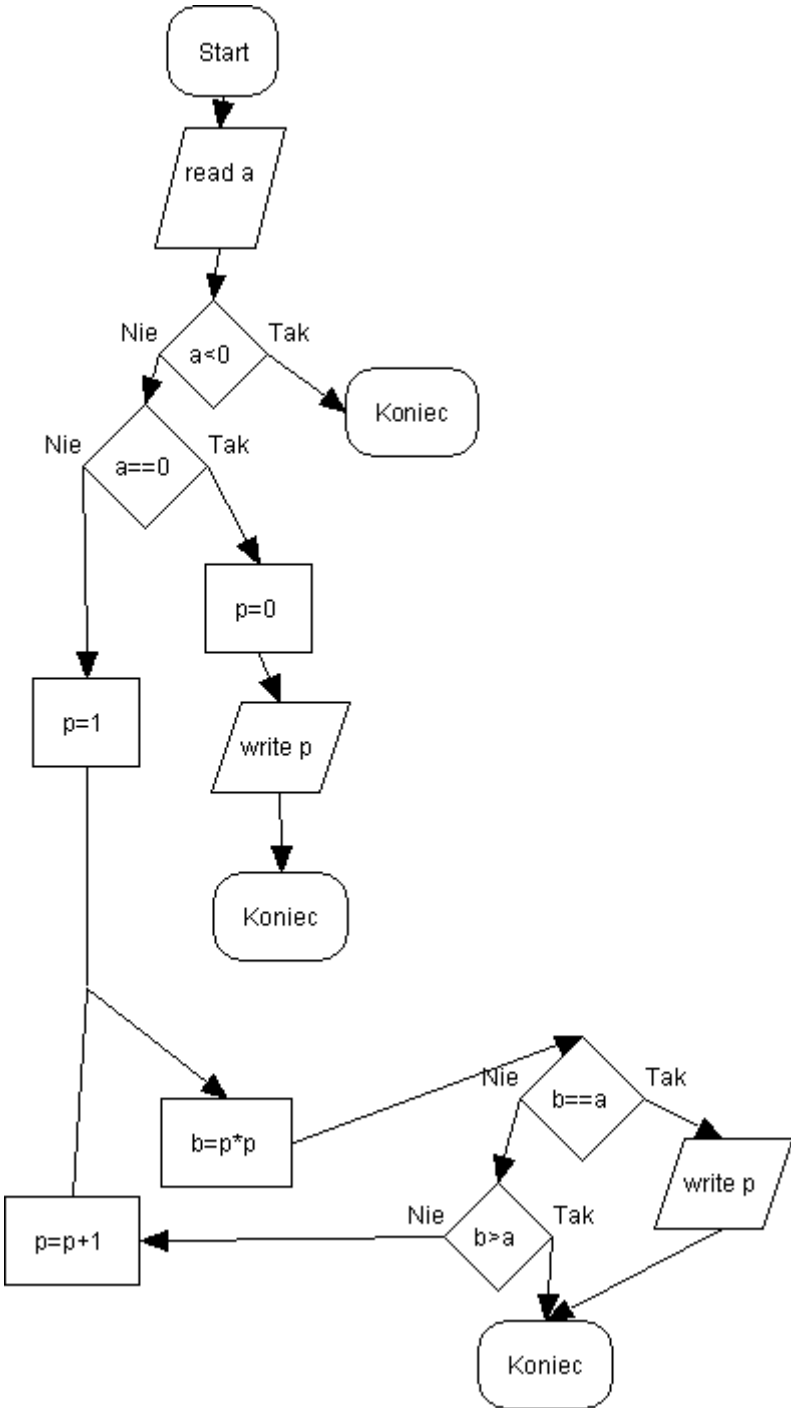 Start
read a
Nie
Tak
a<0
Koniec
Nie
Tak
a==0
p=0
p=1
write p
Koniec
Nie
Tak
b==a
b=p*p
write p
Nie
Tak
b>a
p=p+1
Koniec